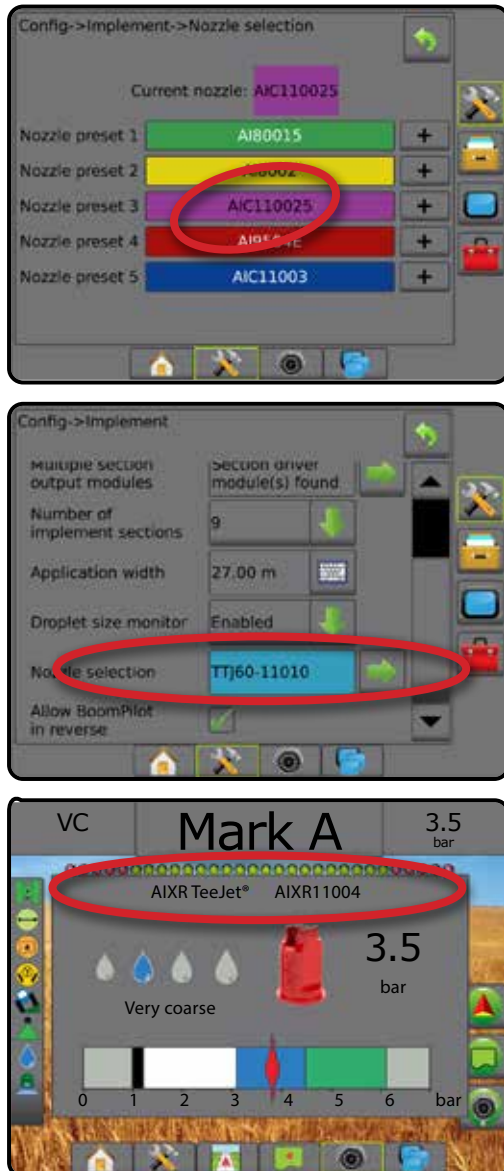 Config->Implement->Nozzle selection
Current nozzle: AIC110025
Nozzle preset 1 AI80015 +
Nozzle preset 2 AI8002 +
Nozzle preset 3 AIC110025 +
Nozzle preset 4 AI9504E +
Nozzle preset 5 AIC11003 +
Config->Implement
Multiple section
output modules
Section driver
module(s) found
Number of
implement sections
9
Application width 27.00 m
Droplet size monitor Enabled
Nozzle selection TTJ60-11010
Allow BoomPilot
in reverse
VC Mark A 3.5
bar
AIXR TeeJet® AIXR11004
3.5
bar
Very coarse
0 1 2 3 4 5 6 bar